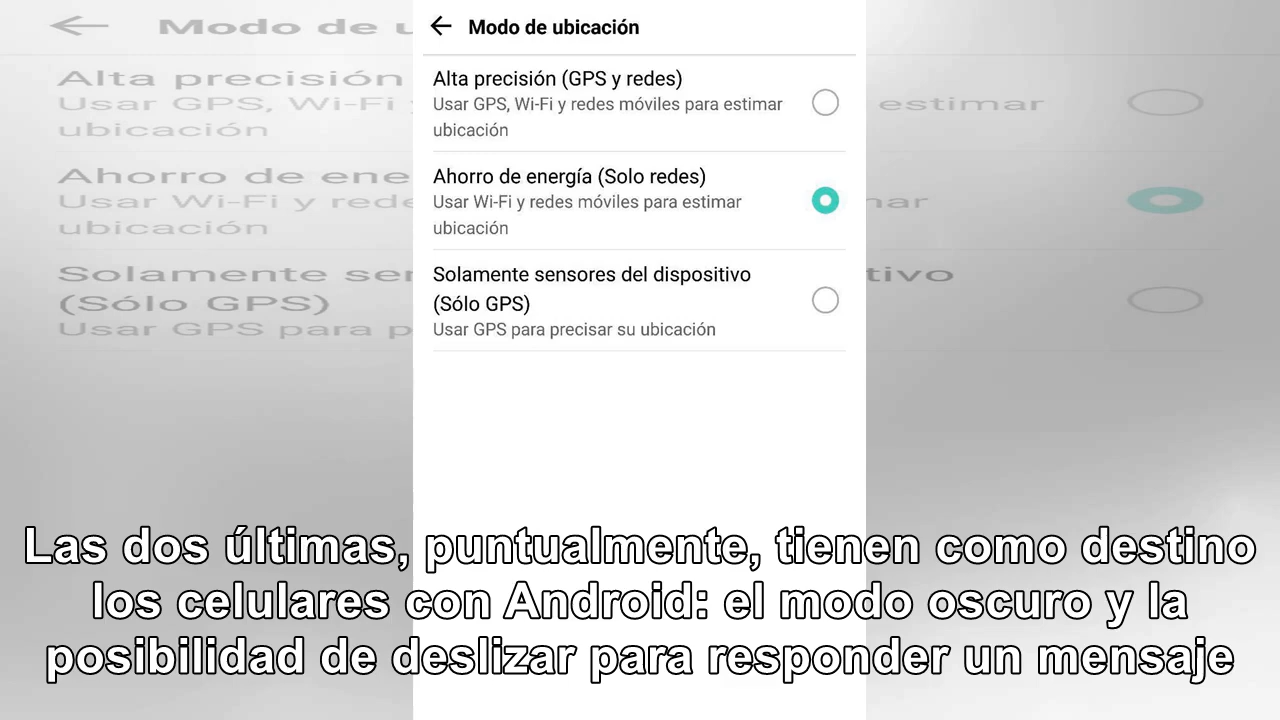 Modo de ubicación
Alta precisión (GPS y redes)
Usar GPS, Wi-Fi y redes móviles para estimar
ubicación
Ahorro de energía (Solo redes)
Usar Wi-Fi y redes móviles para estimar
ubicación
Solamente sensores del dispositivo
(Sólo GPS)
Usar GPS para precisar su ubicación
Las dos últimas, puntualmente, tienen como destino
los celulares con Android: el modo oscuro y la
posibilidad de deslizar para responder un mensaje